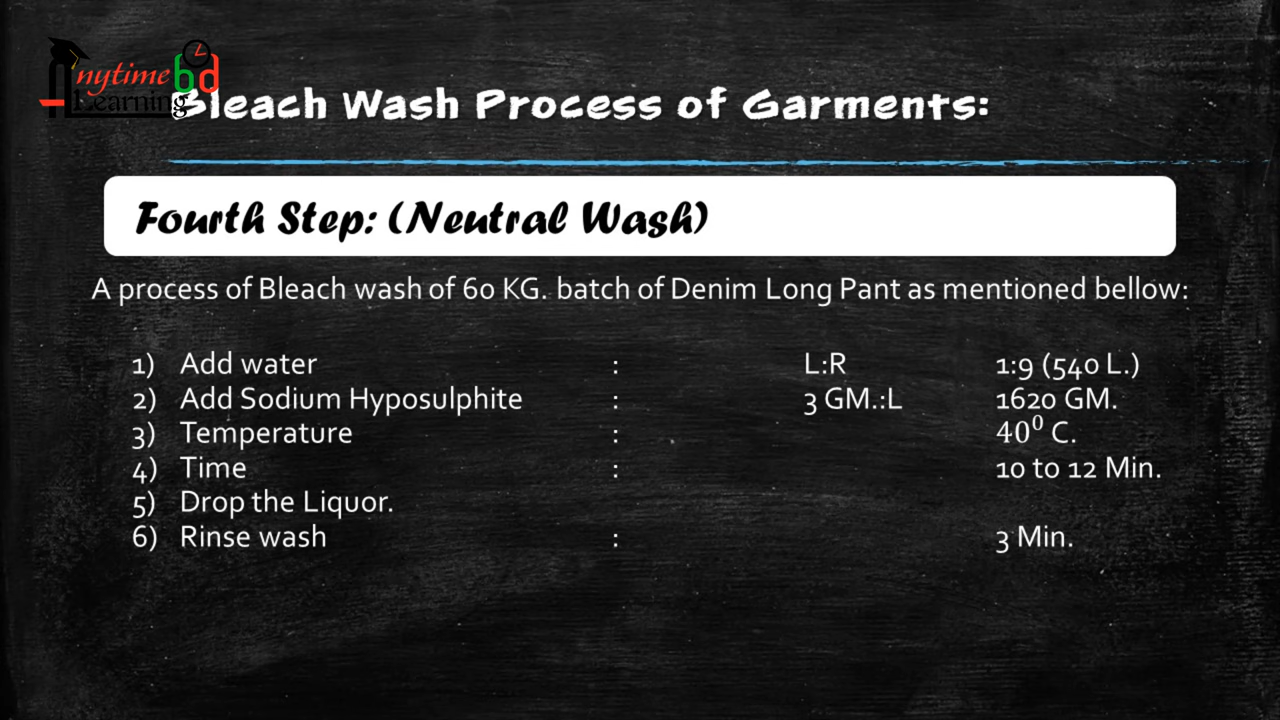 Anytime bd
Learning
Bleach Wash Process of Garments:
Fourth Step: (Neutral Wash)
A process of Bleach wash of 60 KG. batch of Denim Long Pant as mentioned bellow:
1) Add water : L:R 1:9 (540 L.)
2) Add Sodium Hyposulphite : 3 GM.:L 1620 GM.
3) Temperature : 40⁰ C.
4) Time : 10 to 12 Min.
5) Drop the Liquor.
6) Rinse wash : 3 Min.